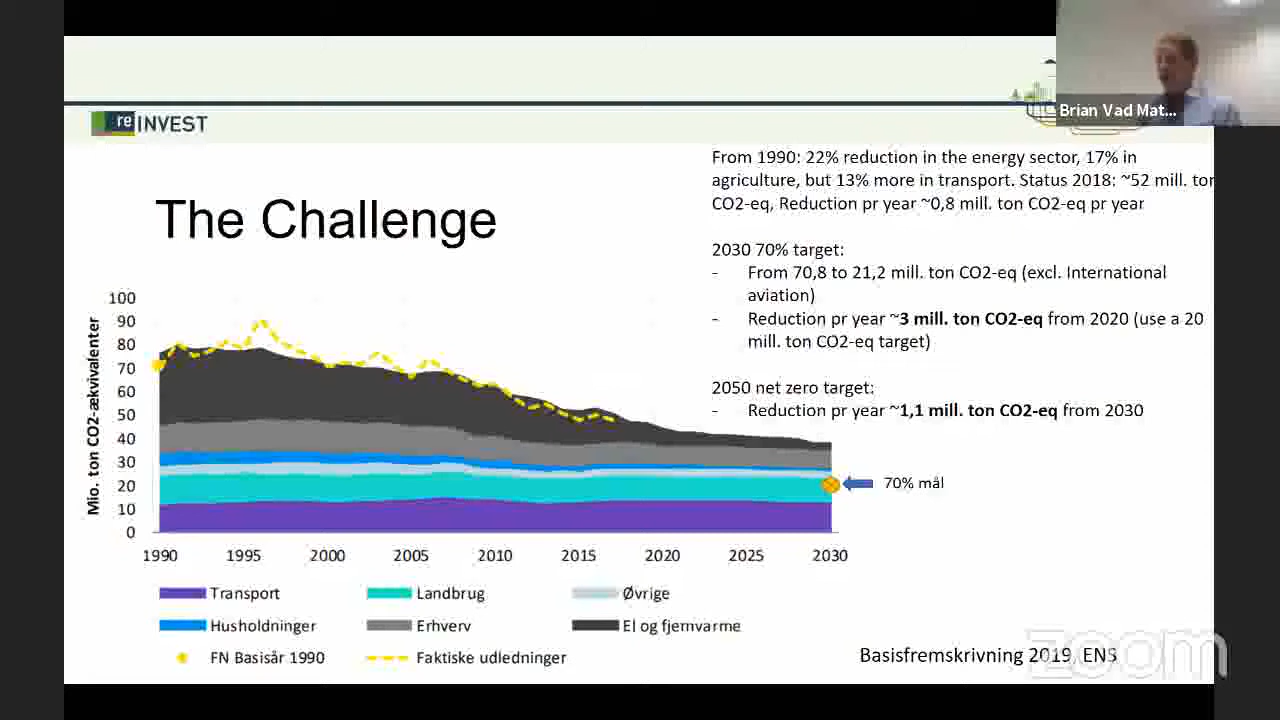 Brian Vad Mat...
re INVEST
From 1990: 22% reduction in the energy sector, 17% in
agriculture, but 13% more in transport. Status 2018: ~52 mill. ton
CO2-eq, Reduction pr year ~0,8 mill. ton CO2-eq pr year
The Challenge
2030 70% target:
- From 70,8 to 21,2 mill. ton CO2-eq (excl. International
aviation)
- Reduction pr year ~3 mill. ton CO2-eq from 2020 (use a 20
mill. ton CO2-eq target)
2050 net zero target:
- Reduction pr year ~1,1 mill. ton CO2-eq from 2030
Mio. ton CO2-ækvivalenter
100
90
80
70
60
50
40
30
20
10
0
70% mål
1990 1995 2000 2005 2010 2015 2020 2025 2030
Transport Landbrug Øvrige
Husholdninger Erhverv El og fjernvarme
FN Basisår 1990 Faktiske udledninger
Basisfremskrivning 2019, ENS
zoom